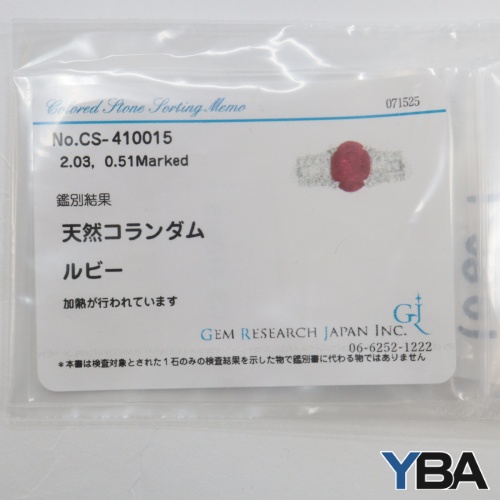 Colored Stone Sorting Memo 071525
No.CS-410015
2.03, 0.51Marked
鑑別結果
天然コランダム
ルビー
加熱が行われています
GJ
GEM RESEARCH JAPAN INC.
06-6252-1222
*本書は検査対象とされた1石のみの検査結果を示した物で鑑別書に代わる物ではありません
YBA